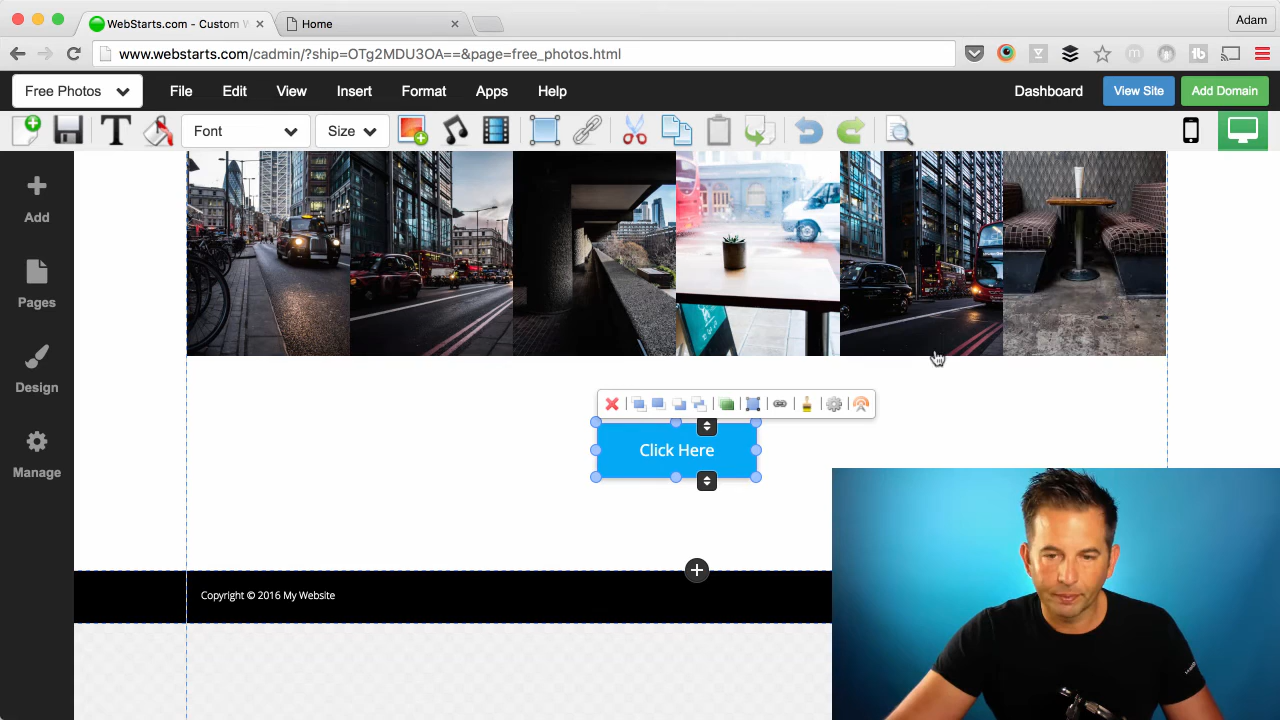 WebStarts.com - Custom W
Home
Adam
www.webstarts.com/cadmin/?ship=OTg2MDU3OA==&page=free_photos.html
Free Photos
File
Edit
View
Insert
Format
Apps
Help
Dashboard
View Site
Add Domain
Font
Size
Add
Pages
Design
Manage
Click Here
Copyright © 2016 My Website